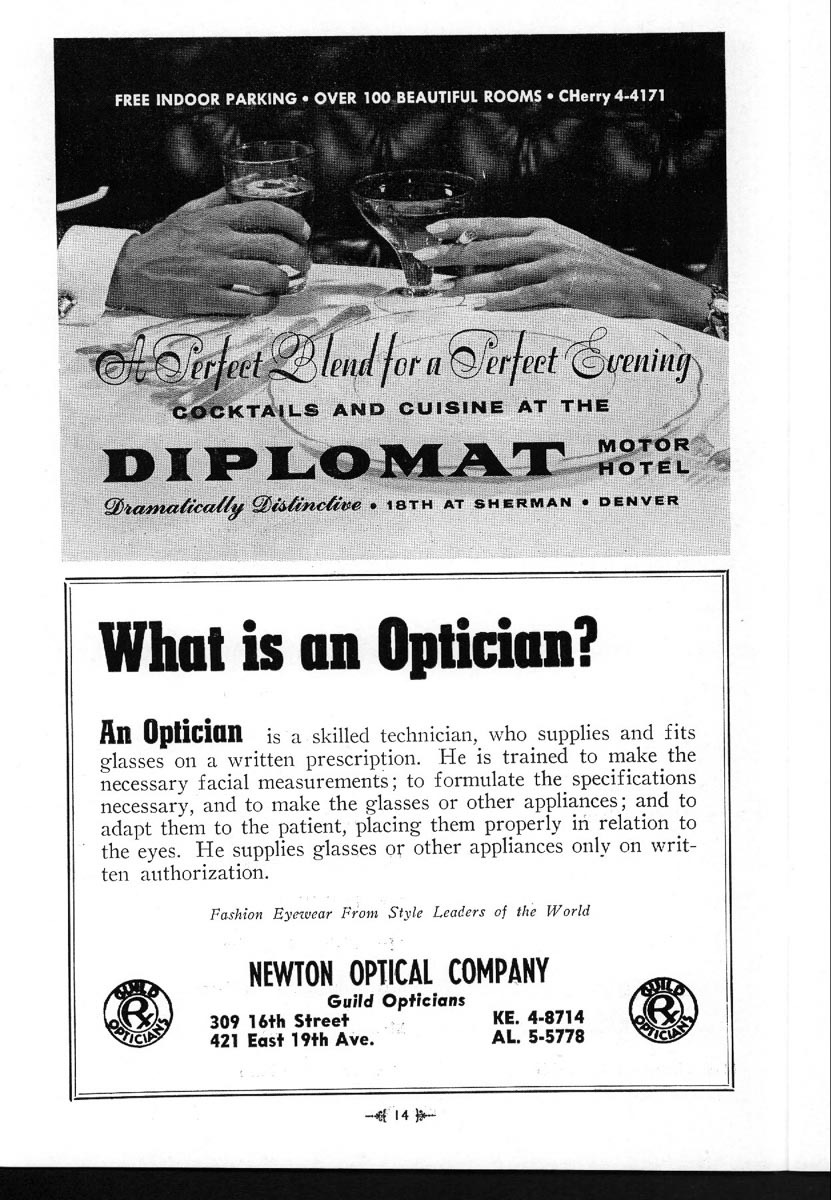 FREE INDOOR PARKING • OVER 100 BEAUTIFUL ROOMS • CHerry 4-4171
A Perfect Blend for a Perfect Evening
COCKTAILS AND CUISINE AT THE
DIPLOMAT MOTOR HOTEL
Dramatically Distinctive • 18TH AT SHERMAN • DENVER
What is an Optician?
An Optician is a skilled technician, who supplies and fits
glasses on a written prescription. He is trained to make the
necessary facial measurements; to formulate the specifications
necessary, and to make the glasses or other appliances; and to
adapt them to the patient, placing them properly in relation to
the eyes. He supplies glasses or other appliances only on writ-
ten authorization.
Fashion Eyewear From Style Leaders of the World
NEWTON OPTICAL COMPANY
Guild Opticians
309 16th Street KE. 4-8714
421 East 19th Ave. AL. 5-5778
GUILD Rx OPTICIANS
GUILD Rx OPTICIANS
14